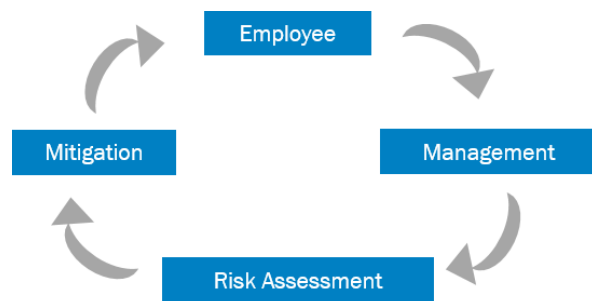 Employee
Management
Risk Assessment
Mitigation